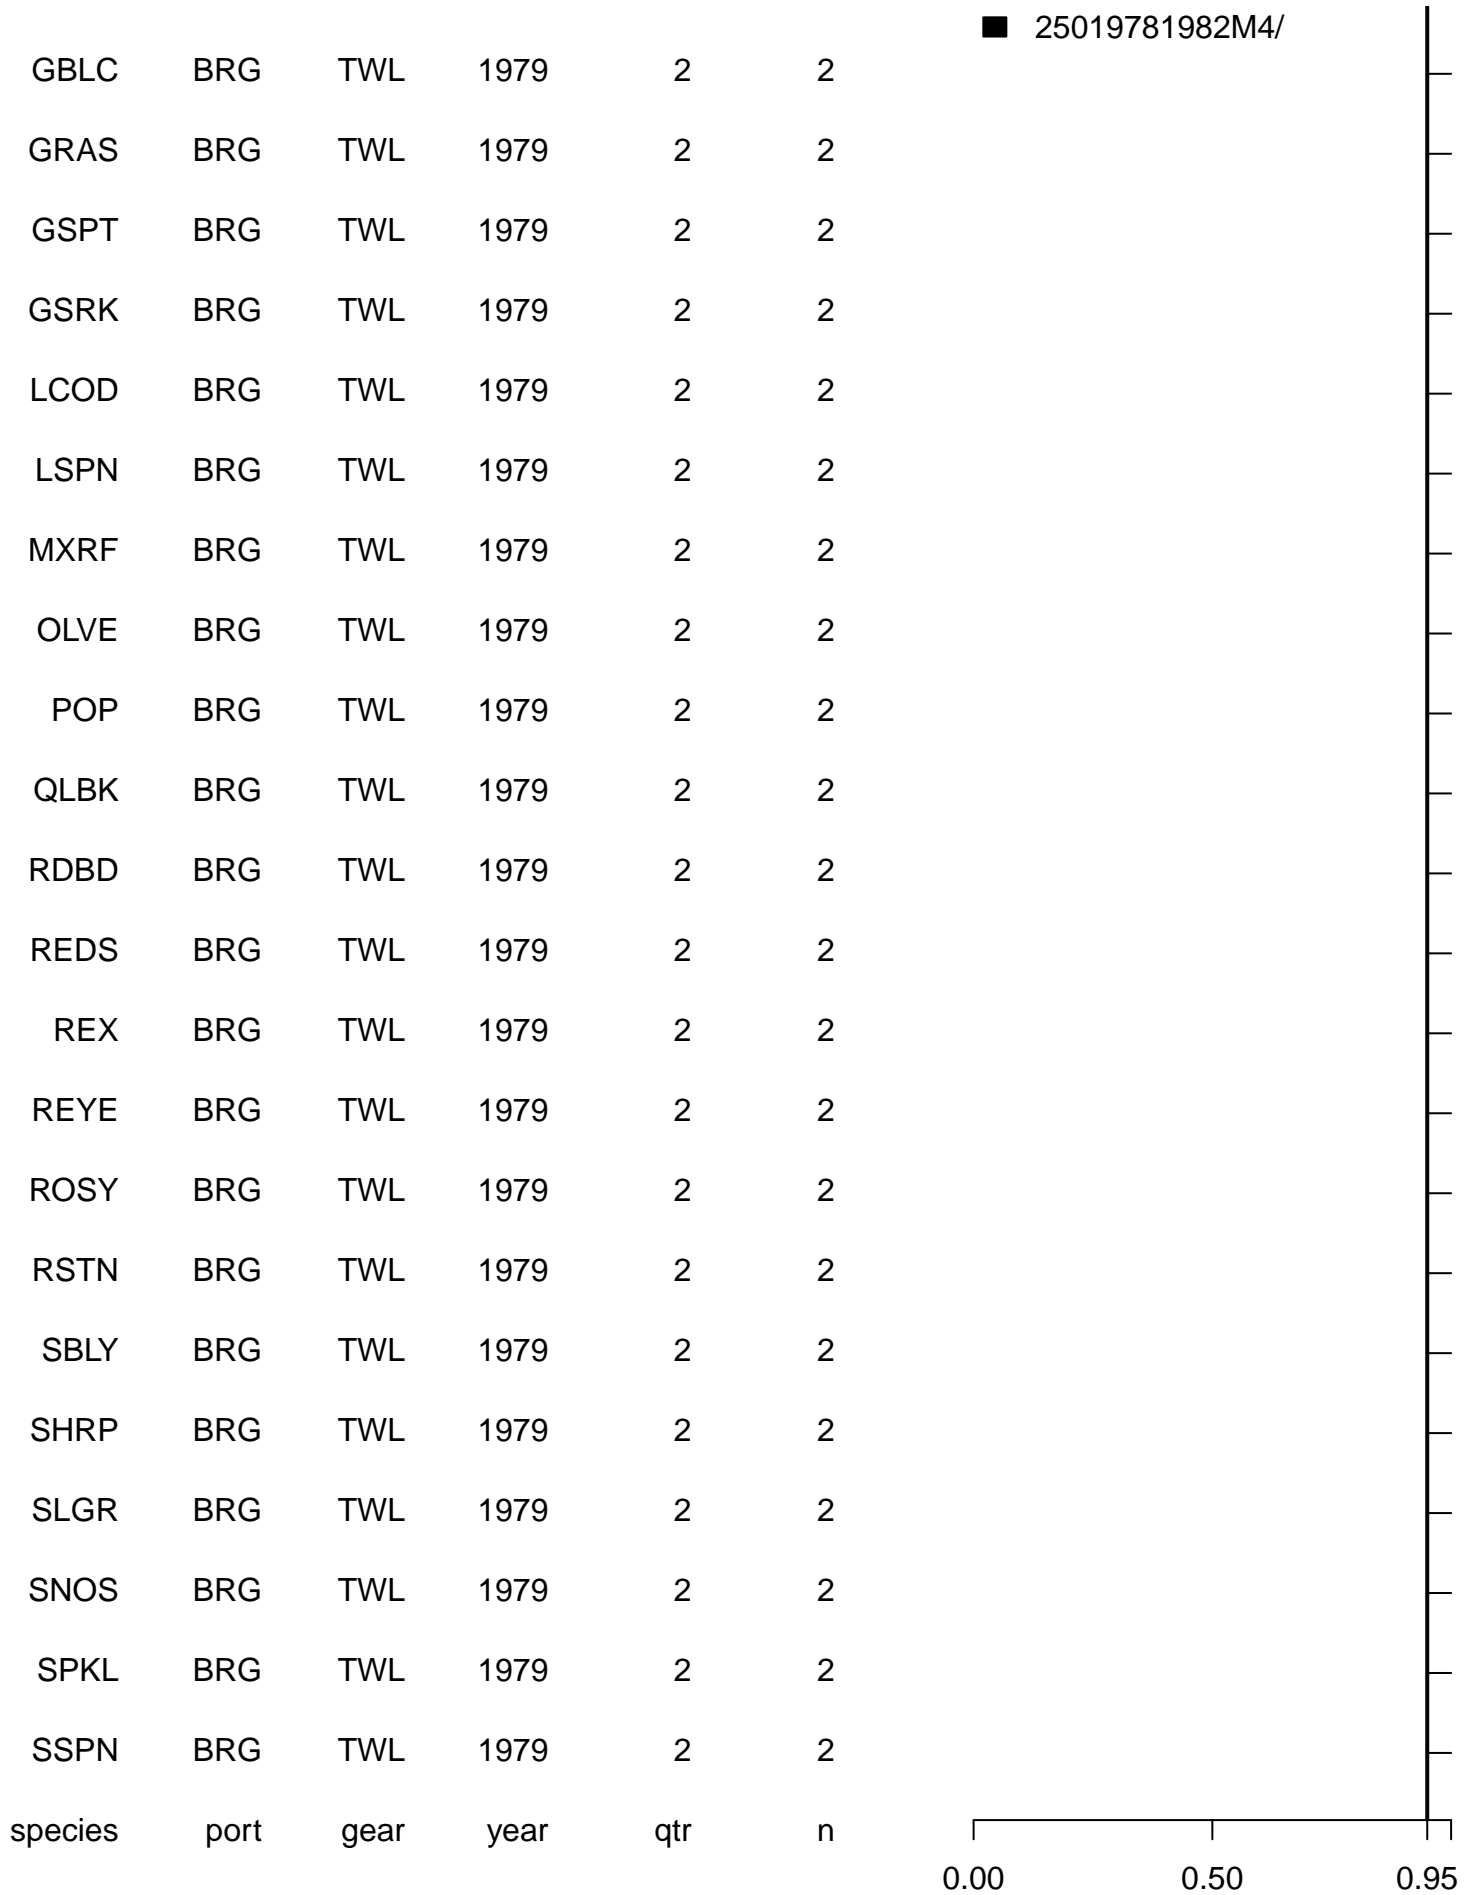 25019781982M4/
GBLC BRG TWL 1979 2 2
GRAS BRG TWL 1979 2 2
GSPT BRG TWL 1979 2 2
GSRK BRG TWL 1979 2 2
LCOD BRG TWL 1979 2 2
LSPN BRG TWL 1979 2 2
MXRF BRG TWL 1979 2 2
OLVE BRG TWL 1979 2 2
POP BRG TWL 1979 2 2
QLBK BRG TWL 1979 2 2
RDBD BRG TWL 1979 2 2
REDS BRG TWL 1979 2 2
REX BRG TWL 1979 2 2
REYE BRG TWL 1979 2 2
ROSY BRG TWL 1979 2 2
RSTN BRG TWL 1979 2 2
SBLY BRG TWL 1979 2 2
SHRP BRG TWL 1979 2 2
SLGR BRG TWL 1979 2 2
SNOS BRG TWL 1979 2 2
SPKL BRG TWL 1979 2 2
SSPN BRG TWL 1979 2 2
species port gear year qtr n
0.00 0.50 0.95